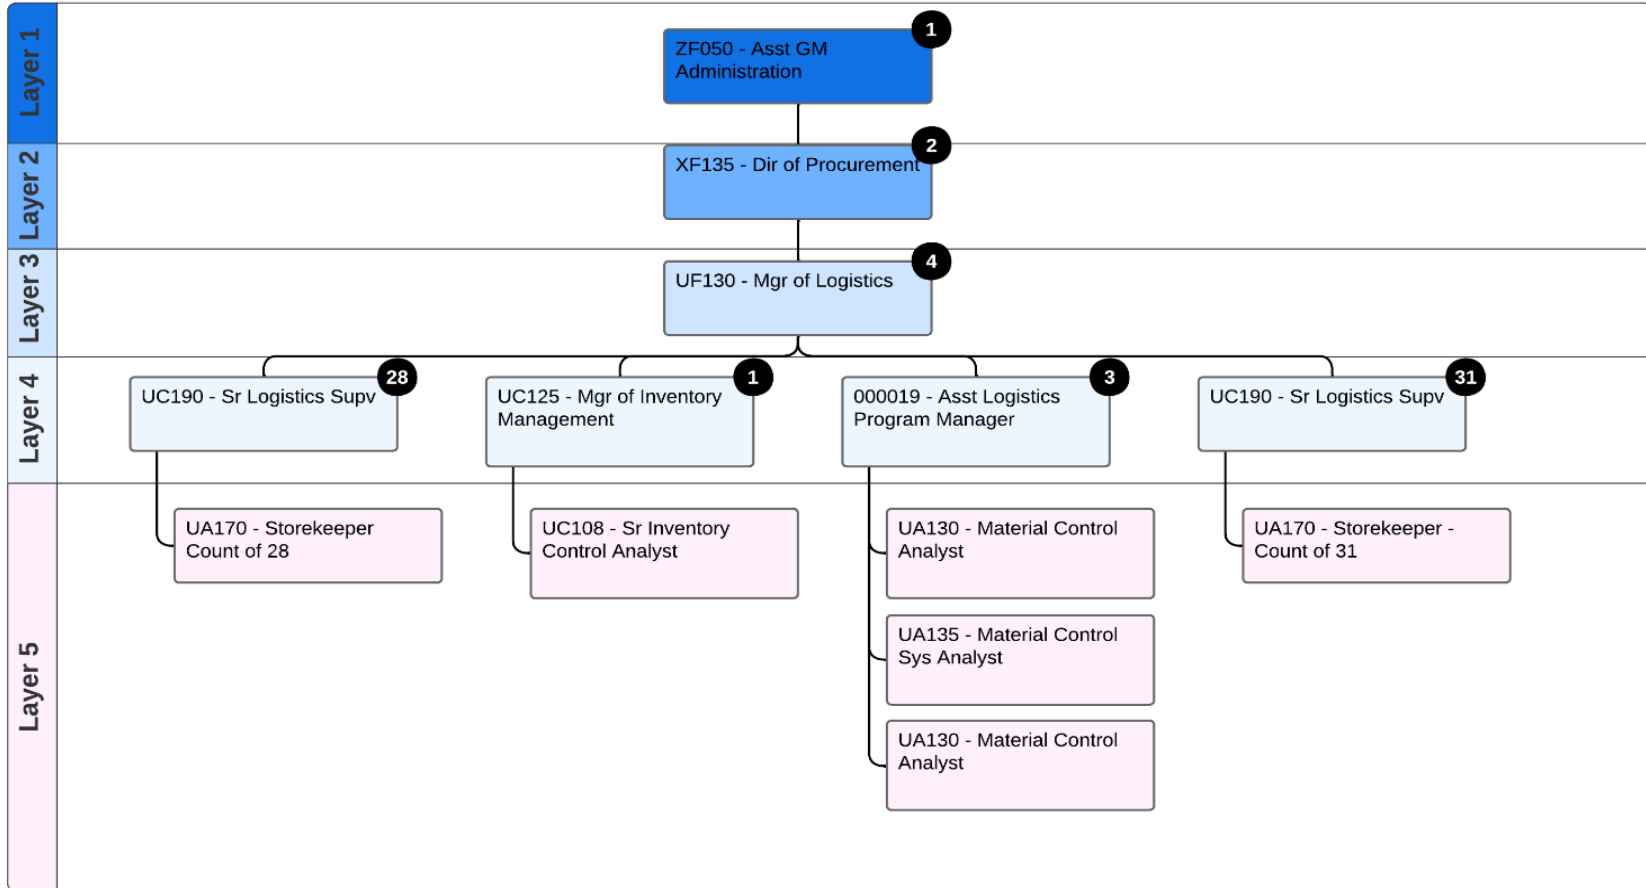 Layer 1
1
ZF050 - Asst GM
Administration
Layer 2
2
XF135 - Dir of Procurement
Layer 3
4
UF130 - Mgr of Logistics
Layer 4
28
UC190 - Sr Logistics Supv
1
UC125 - Mgr of Inventory
Management
3
000019 - Asst Logistics
Program Manager
31
UC190 - Sr Logistics Supv
Layer 5
UA170 - Storekeeper
Count of 28
UC108 - Sr Inventory
Control Analyst
UA130 - Material Control
Analyst
UA135 - Material Control
Sys Analyst
UA130 - Material Control
Analyst
UA170 - Storekeeper -
Count of 31